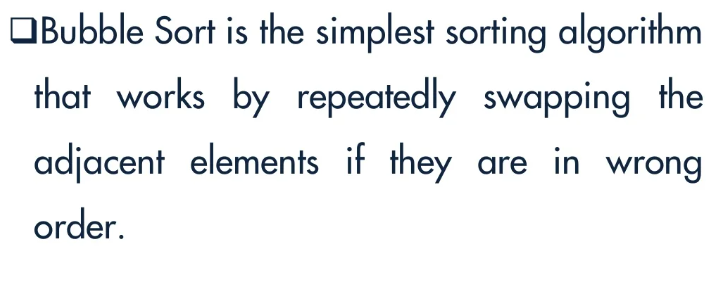 ❑Bubble Sort is the simplest sorting algorithm
that works by repeatedly swapping the
adjacent elements if they are in wrong
order.